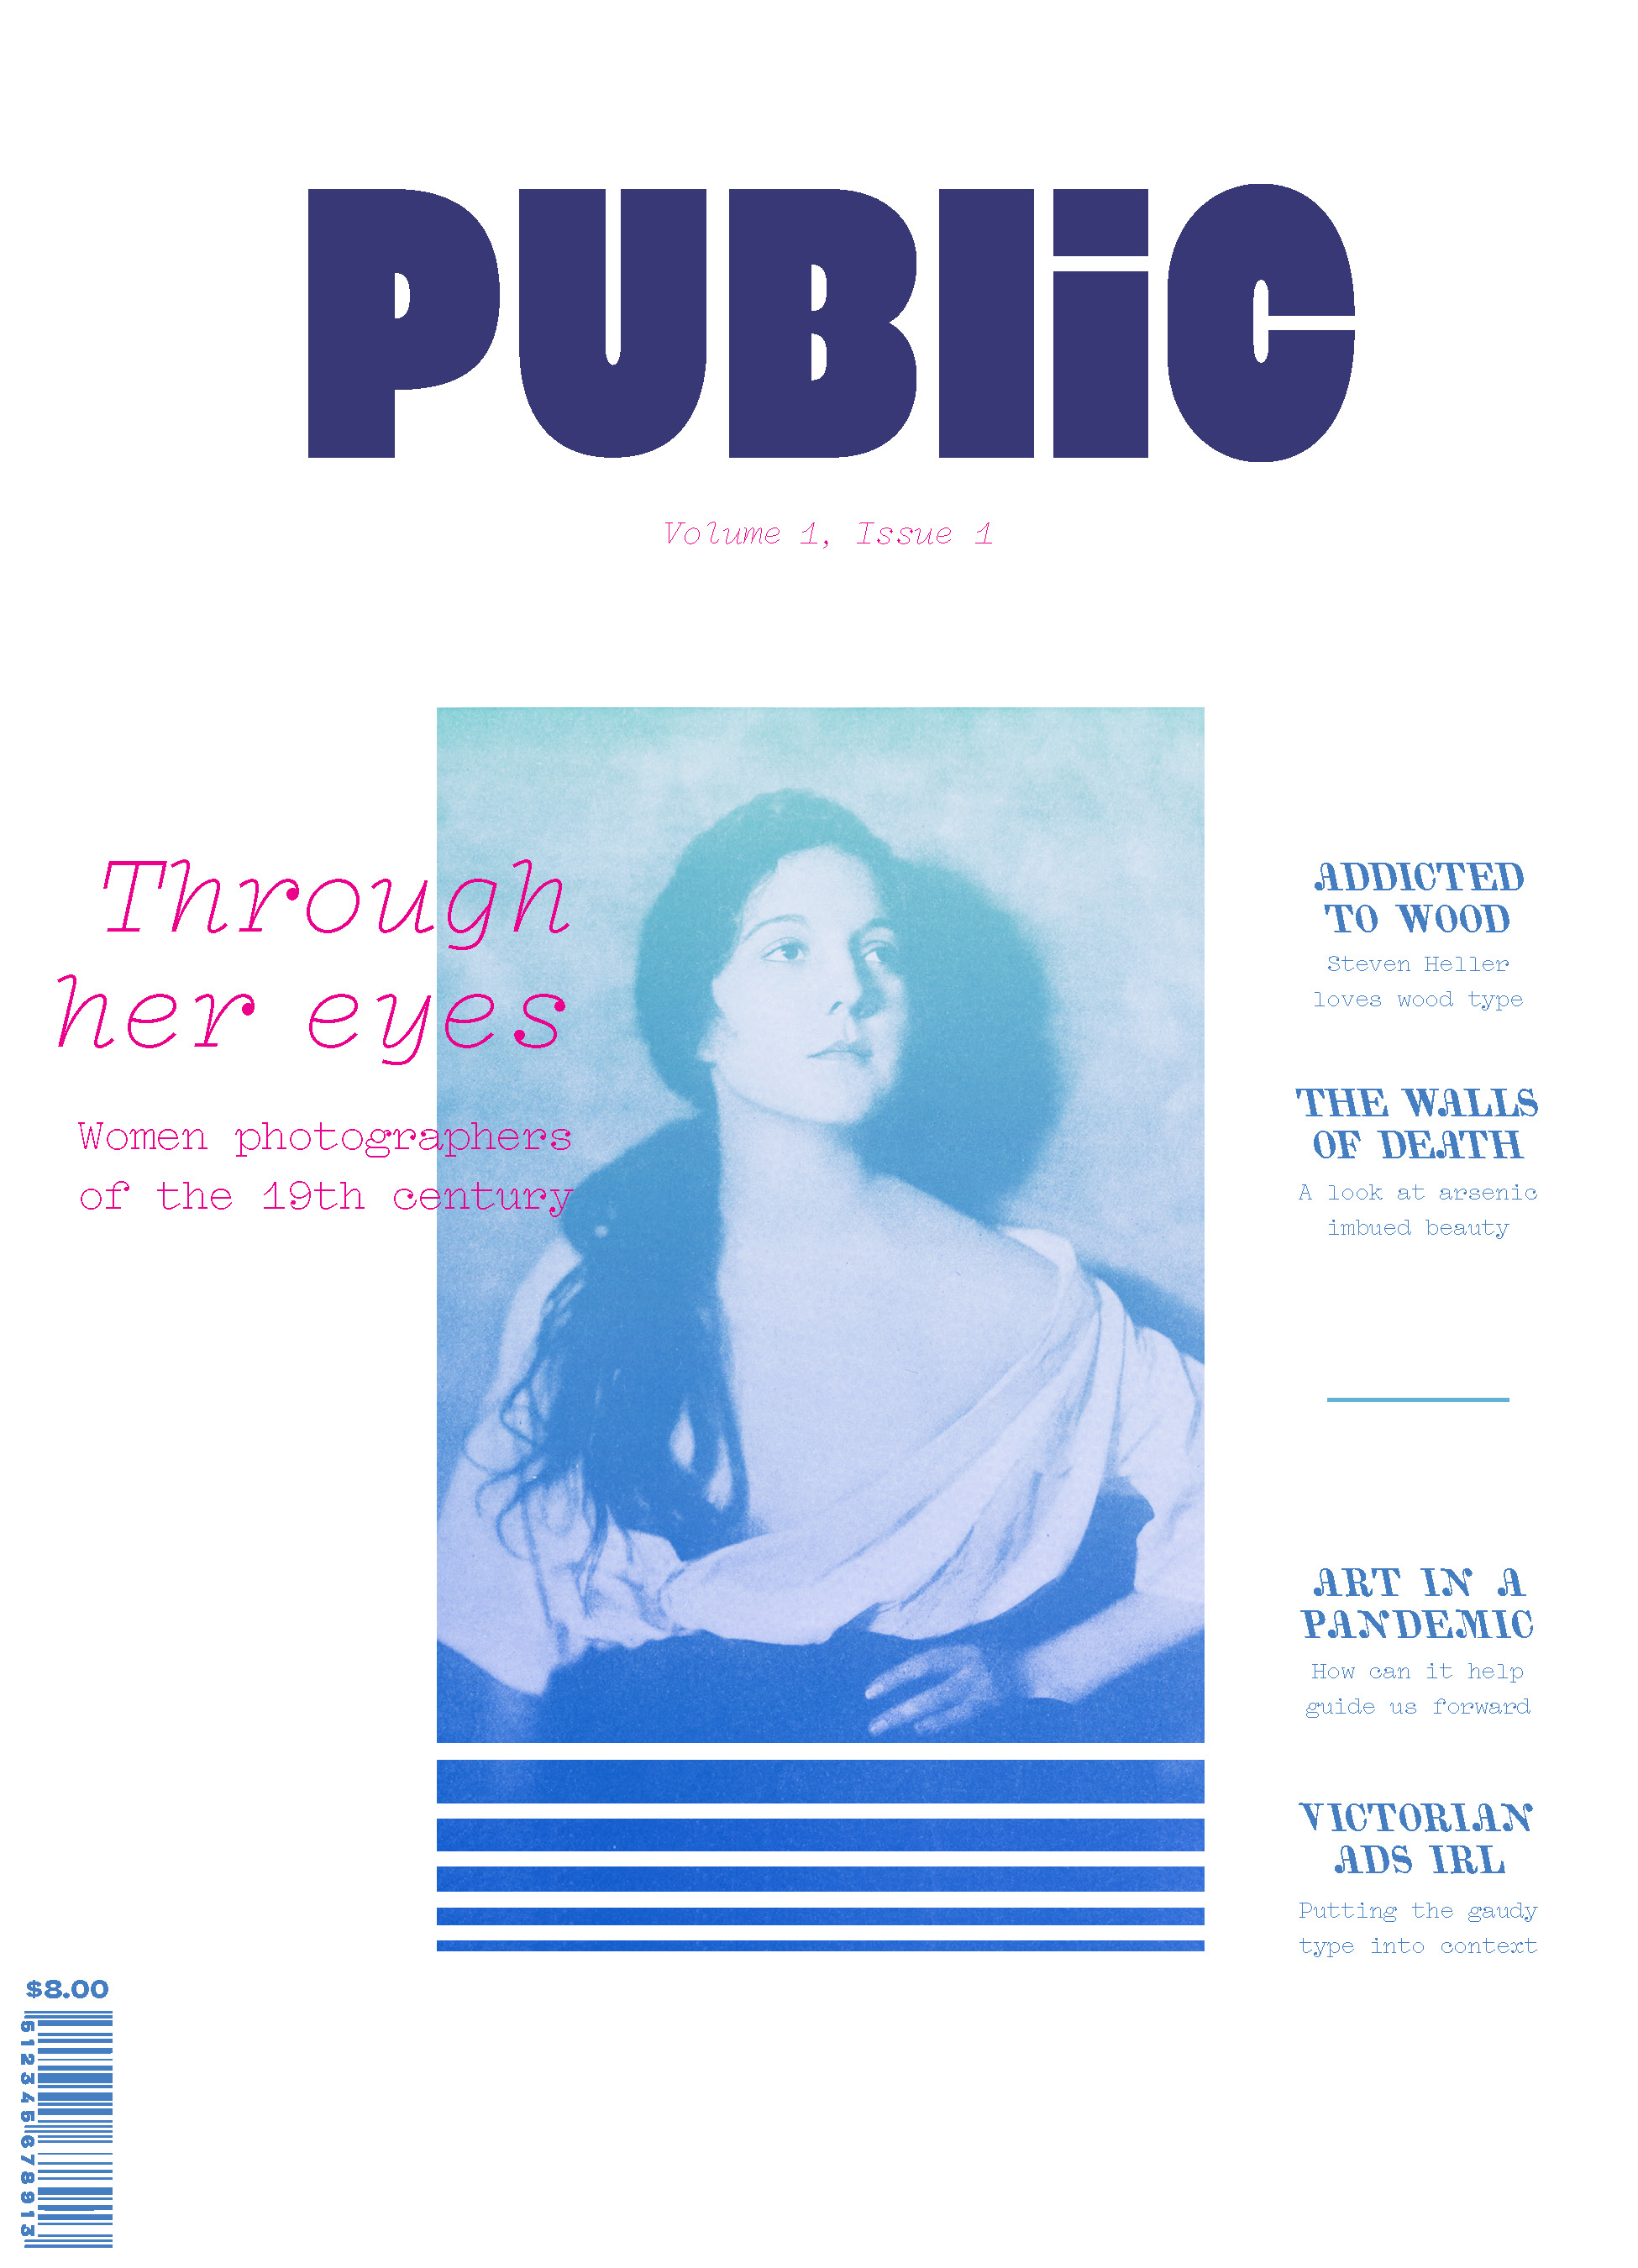 PUBliC
Volume 1, Issue 1
Through
her eyes
Women photographers
of the 19th century
ADDICTED
TO WOOD
Steven Heller
loves wood type
THE WALLS
OF DEATH
A look at arsenic
imbued beauty
ART IN A
PANDEMIC
How can it help
guide us forward
VICTORIAN
ADS IRL
Putting the gaudy
type into context
$8.00
512345678913